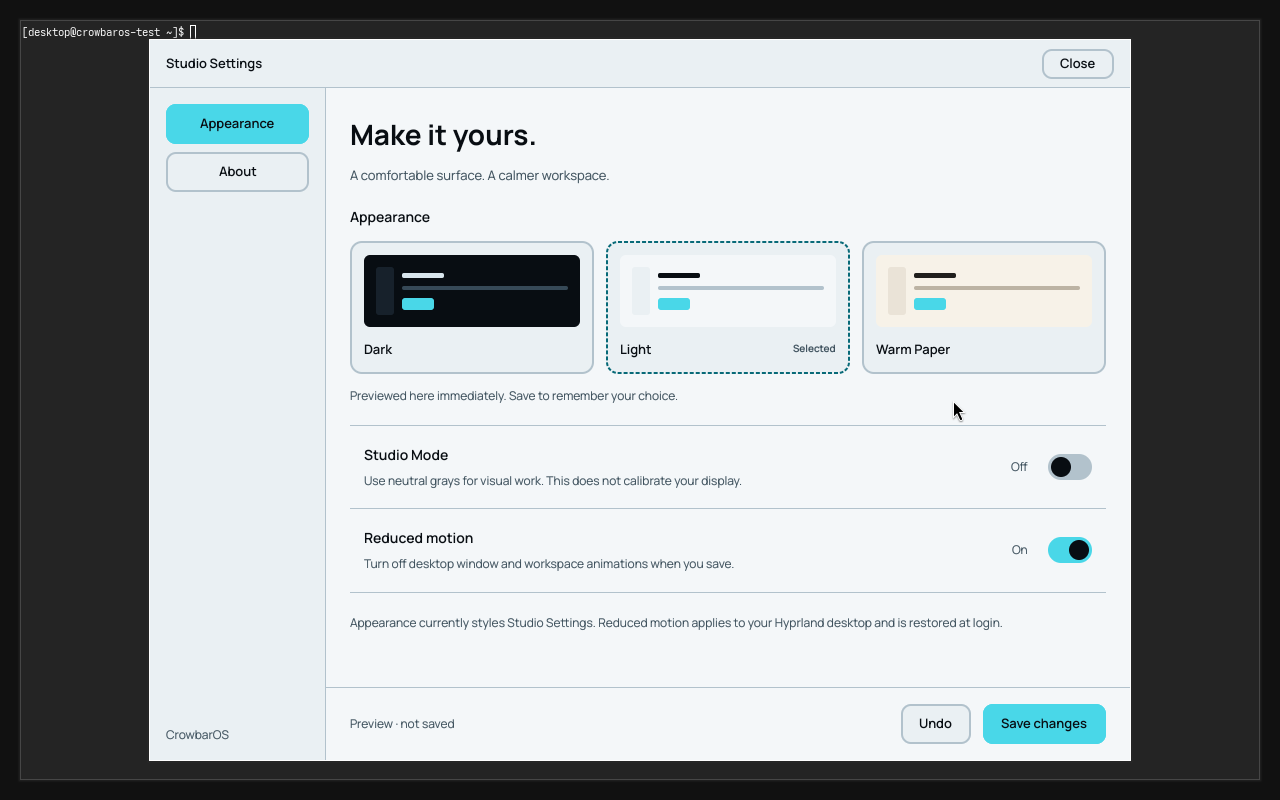 [desktop@crowbaros-test ~]$
Studio Settings
Close
Appearance
About
Make it yours.
A comfortable surface. A calmer workspace.
Appearance
Dark
Light
Selected
Warm Paper
Previewed here immediately. Save to remember your choice.
Studio Mode
Use neutral grays for visual work. This does not calibrate your display.
Off
Reduced motion
Turn off desktop window and workspace animations when you save.
On
Appearance currently styles Studio Settings. Reduced motion applies to your Hyprland desktop and is restored at login.
CrowbarOS
Preview · not saved
Undo
Save changes